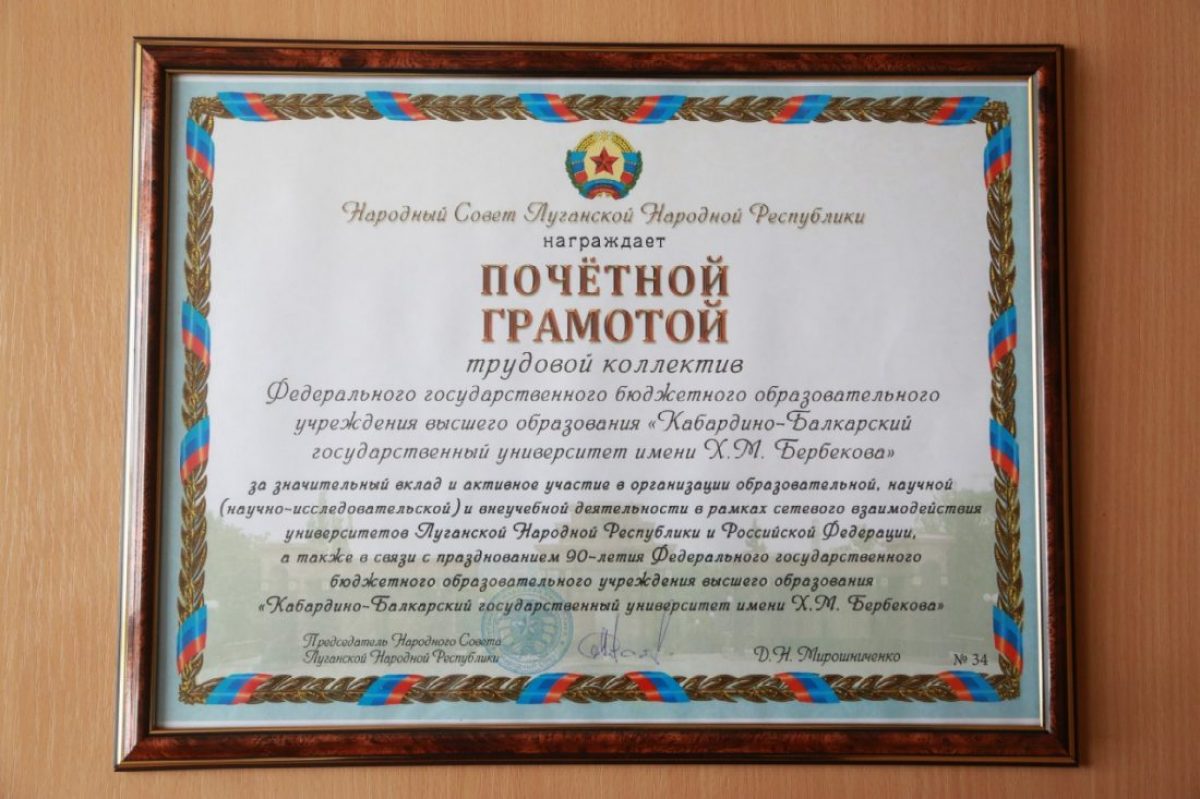 Народный Совет Луганской Народной Республики
награждает
ПОЧЁТНОЙ
ГРАМОТОЙ
трудовой коллектив
Федерального государственного бюджетного образовательного
учреждения высшего образования «Кабардино-Балкарский
государственный университет имени Х.М. Бербекова»
за значительный вклад и активное участие в организации образовательной, научной
(научно-исследовательской) и внеучебной деятельности в рамках сетевого взаимодействия
университетов Луганской Народной Республики и Российской Федерации,
а также в связи с празднованием 90-летия Федерального государственного
бюджетного образовательного учреждения высшего образования
«Кабардино-Балкарский государственный университет имени Х.М. Бербекова»
Председатель Народного Совета
Луганской Народной Республики
Д.Н. Мирошниченко
№ 34